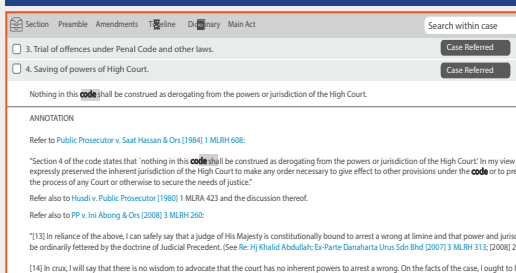 Section Preamble Amendments Timeline Dictionary Main Act Search within case
3. Trial of offences under Penal Code and other laws. Case Referred
4. Saving of powers of High Court. Case Referred
Nothing in this code shall be construed as derogating from the powers or jurisdiction of the High Court.
ANNOTATION
Refer to Public Prosecutor v. Saat Hassan & Ors [1984] 1 MLRH 608:
"Section 4 of the code states that `nothing in this code shall be construed as derogating from the powers or jurisdiction of the High Court.' In my view
expressly preserved the inherent jurisdiction of the High Court to make any order necessary to give effect to other provisions under the code or to pre
the process of any Court or otherwise to secure the needs of justice."
Refer also to Husdi v. Public Prosecutor [1980] 1 MLRA 423 and the discussion thereof.
Refer also to PP v. Ini Abong & Ors [2008] 3 MLRH 260:
"[13] In reliance of the above, I can safely say that a judge of His Majesty is constitutionally bound to arrest a wrong at limine and that power and jurisc
be ordinarily fettered by the doctrine of Judicial Precedent. (See Re: Hj Khalid Abdullah; Ex-Parte Danaharta Urus Sdn Bhd [2007] 3 MLRH 313; [2008] 2
[14] In crux, I will say that there is no wisdom to advocate that the court has no inherent powers to arrest a wrong. On the facts of the case, I ought to